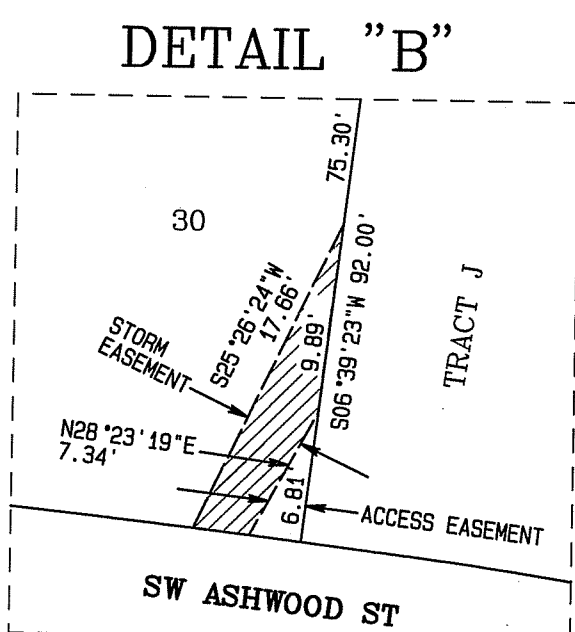 DETAIL "B"
75.30'
30
S25°26'24"W
17.66'
S06°39'23"W 92.00'
TRACT J
STORM
EASEMENT
9.89'
N28°23'19"E
7.34'
6.81
ACCESS EASEMENT
SW ASHWOOD ST